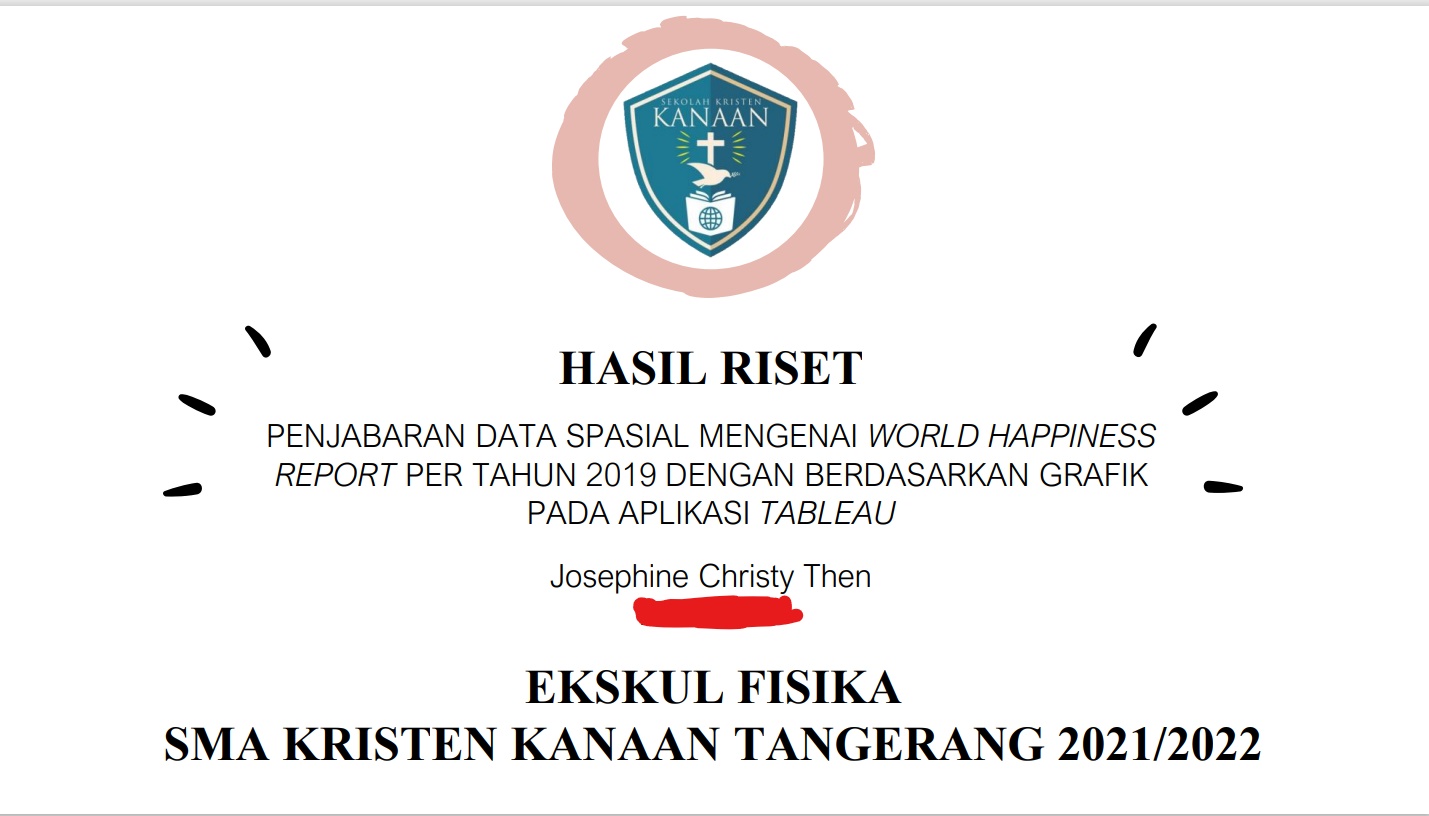 SEKOLAH KRISTEN
KANAAN
HASIL RISET
PENJABARAN DATA SPASIAL MENGENAI WORLD HAPPINESS
REPORT PER TAHUN 2019 DENGAN BERDASARKAN GRAFIK
PADA APLIKASI TABLEAU
Josephine Christy Then
EKSKUL FISIKA
SMA KRISTEN KANAAN TANGERANG 2021/2022